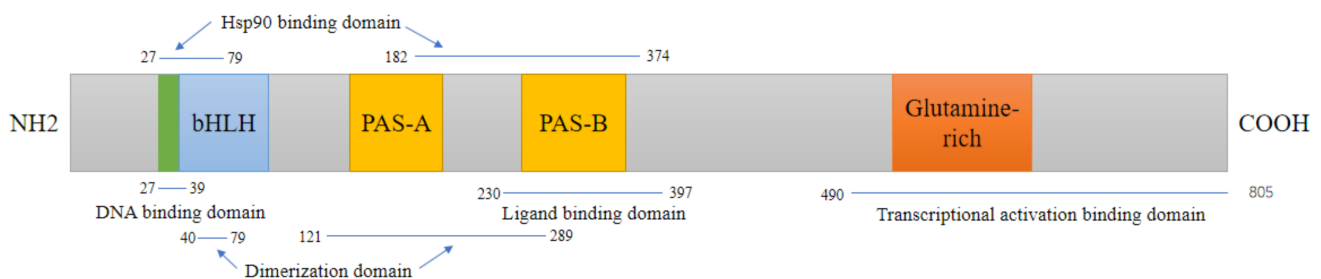 Hsp90 binding domain
27 79 182 374
NH2 bHLH PAS-A PAS-B Glutamine-
rich COOH
27 39 230 397 490 805
DNA binding domain Ligand binding domain Transcriptional activation binding domain
40 79 121 289
Dimerization domain